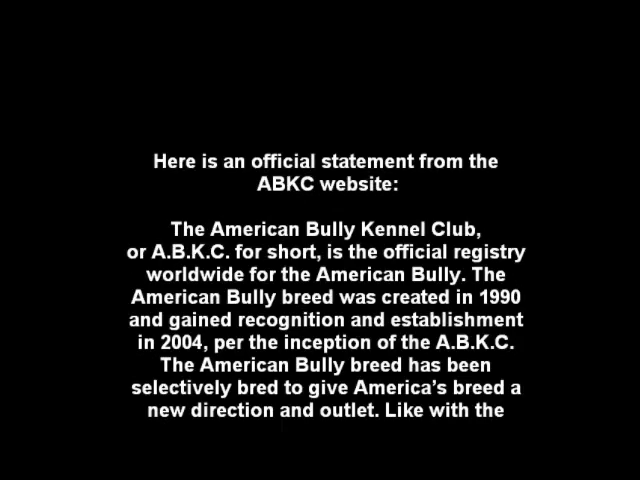 Here is an official statement from the
ABKC website:
The American Bully Kennel Club,
or A.B.K.C. for short, is the official registry
worldwide for the American Bully. The
American Bully breed was created in 1990
and gained recognition and establishment
in 2004, per the inception of the A.B.K.C.
The American Bully breed has been
selectively bred to give America's breed a
new direction and outlet. Like with the